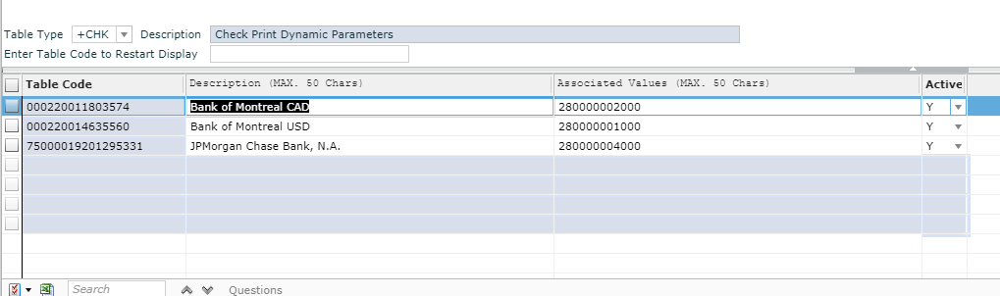 Table Type +CHK Description Check Print Dynamic Parameters
Enter Table Code to Restart Display
Table Code Description (MAX. 50 Chars) Associated Values (MAX. 50 Chars) Active
000220011803574 Bank of Montreal CAD 280000002000 Y
000220014635560 Bank of Montreal USD 280000001000 Y
75000019201295331 JPMorgan Chase Bank, N.A. 280000004000 Y
Search Questions